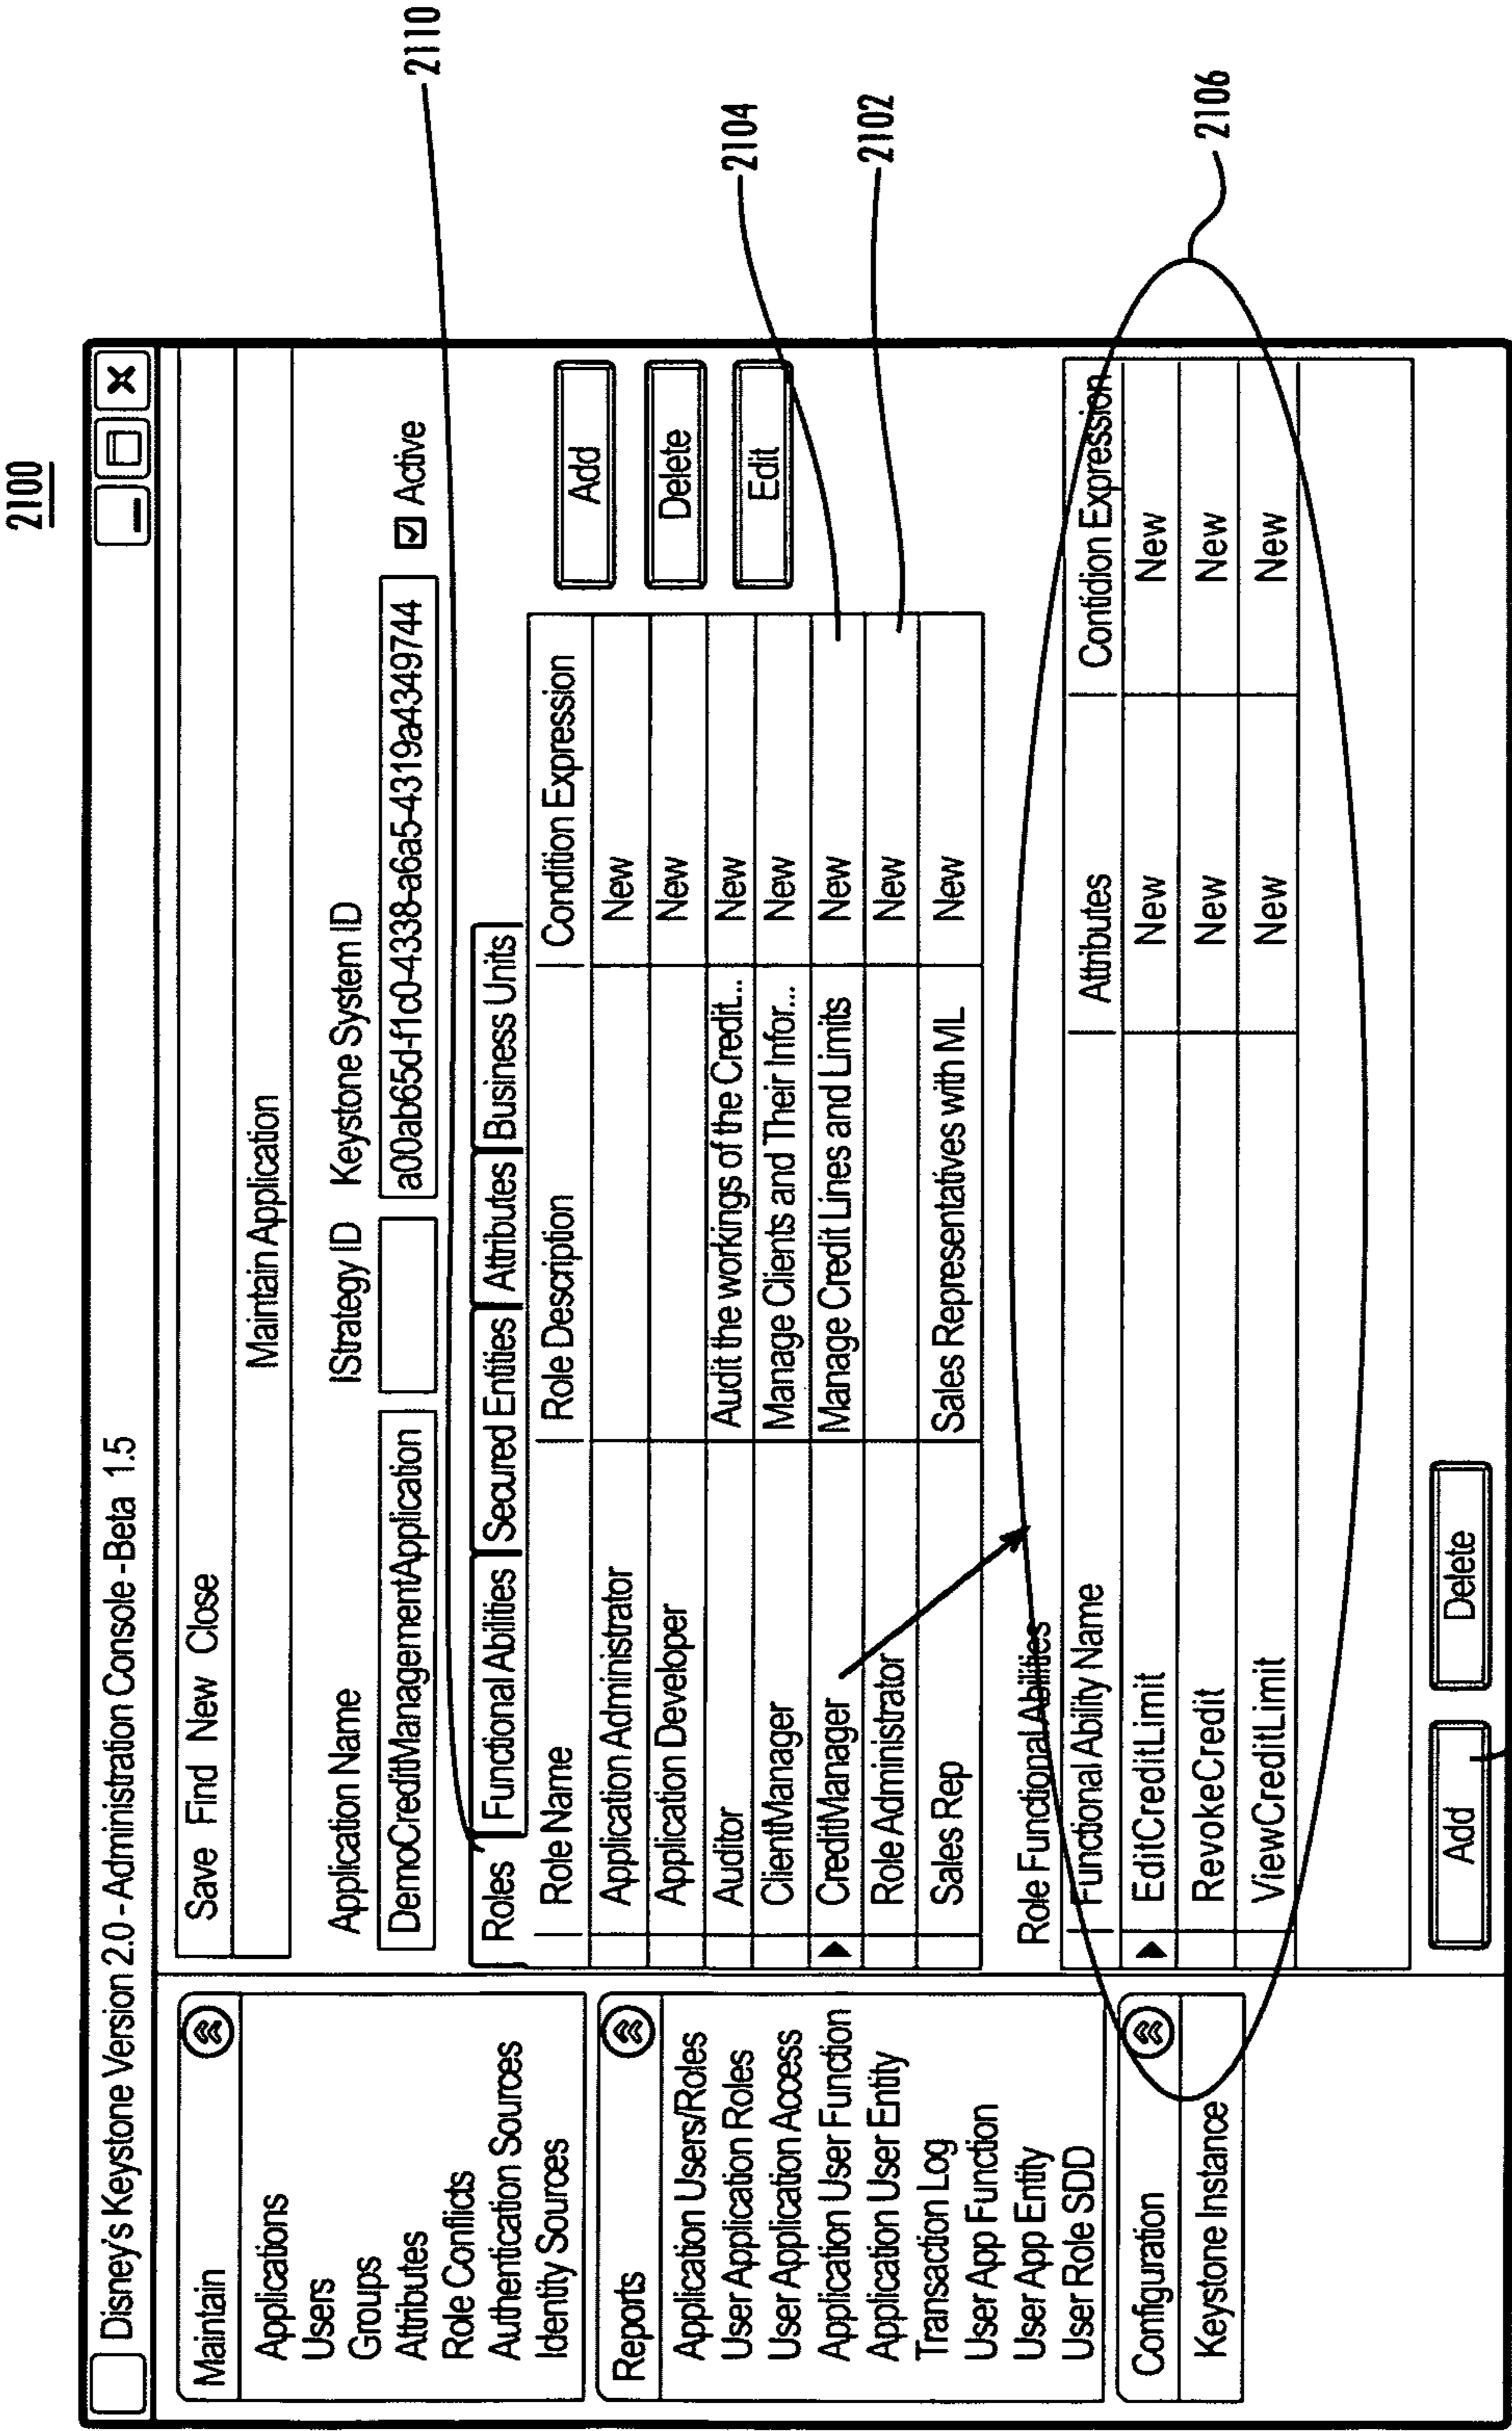 2100
Disney's Keystone Version 2.0 - Administration Console -Beta 1.5
Maintain
Applications
Users
Groups
Attributes
Role Conflicts
Authentication Sources
Identity Sources
Reports
Application Users/Roles
User Application Roles
User Application Access
Application User Function
Application User Entity
Transaction Log
User App Function
User App Entity
User Role SDD
Configuration
Keystone Instance
Save Find New Close
Maintain Application
Application Name IStrategy ID Keystone System ID
DemoCreditManagementApplication a00ab65d-f1c0-4338-a6a5-4319a4349744 Active
Roles Functional Abilities Secured Entities Attributes Business Units
Role Name Role Description Condition Expression
Application Administrator New
Application Developer New
Auditor Audit the workings of the Credit... New
ClientManager Manage Clients and Their Infor... New
CreditManager Manage Credit Lines and Limits New
Role Administrator New
Sales Rep Sales Representatives with ML New
Add
Delete
Edit
Role Functional Abilities
Functional Ability Name Attributes Contidion Expression
EditCreditLimit New New
RevokeCredit New New
ViewCreditLimit New New
Add Delete
2110
2104
2102
2106